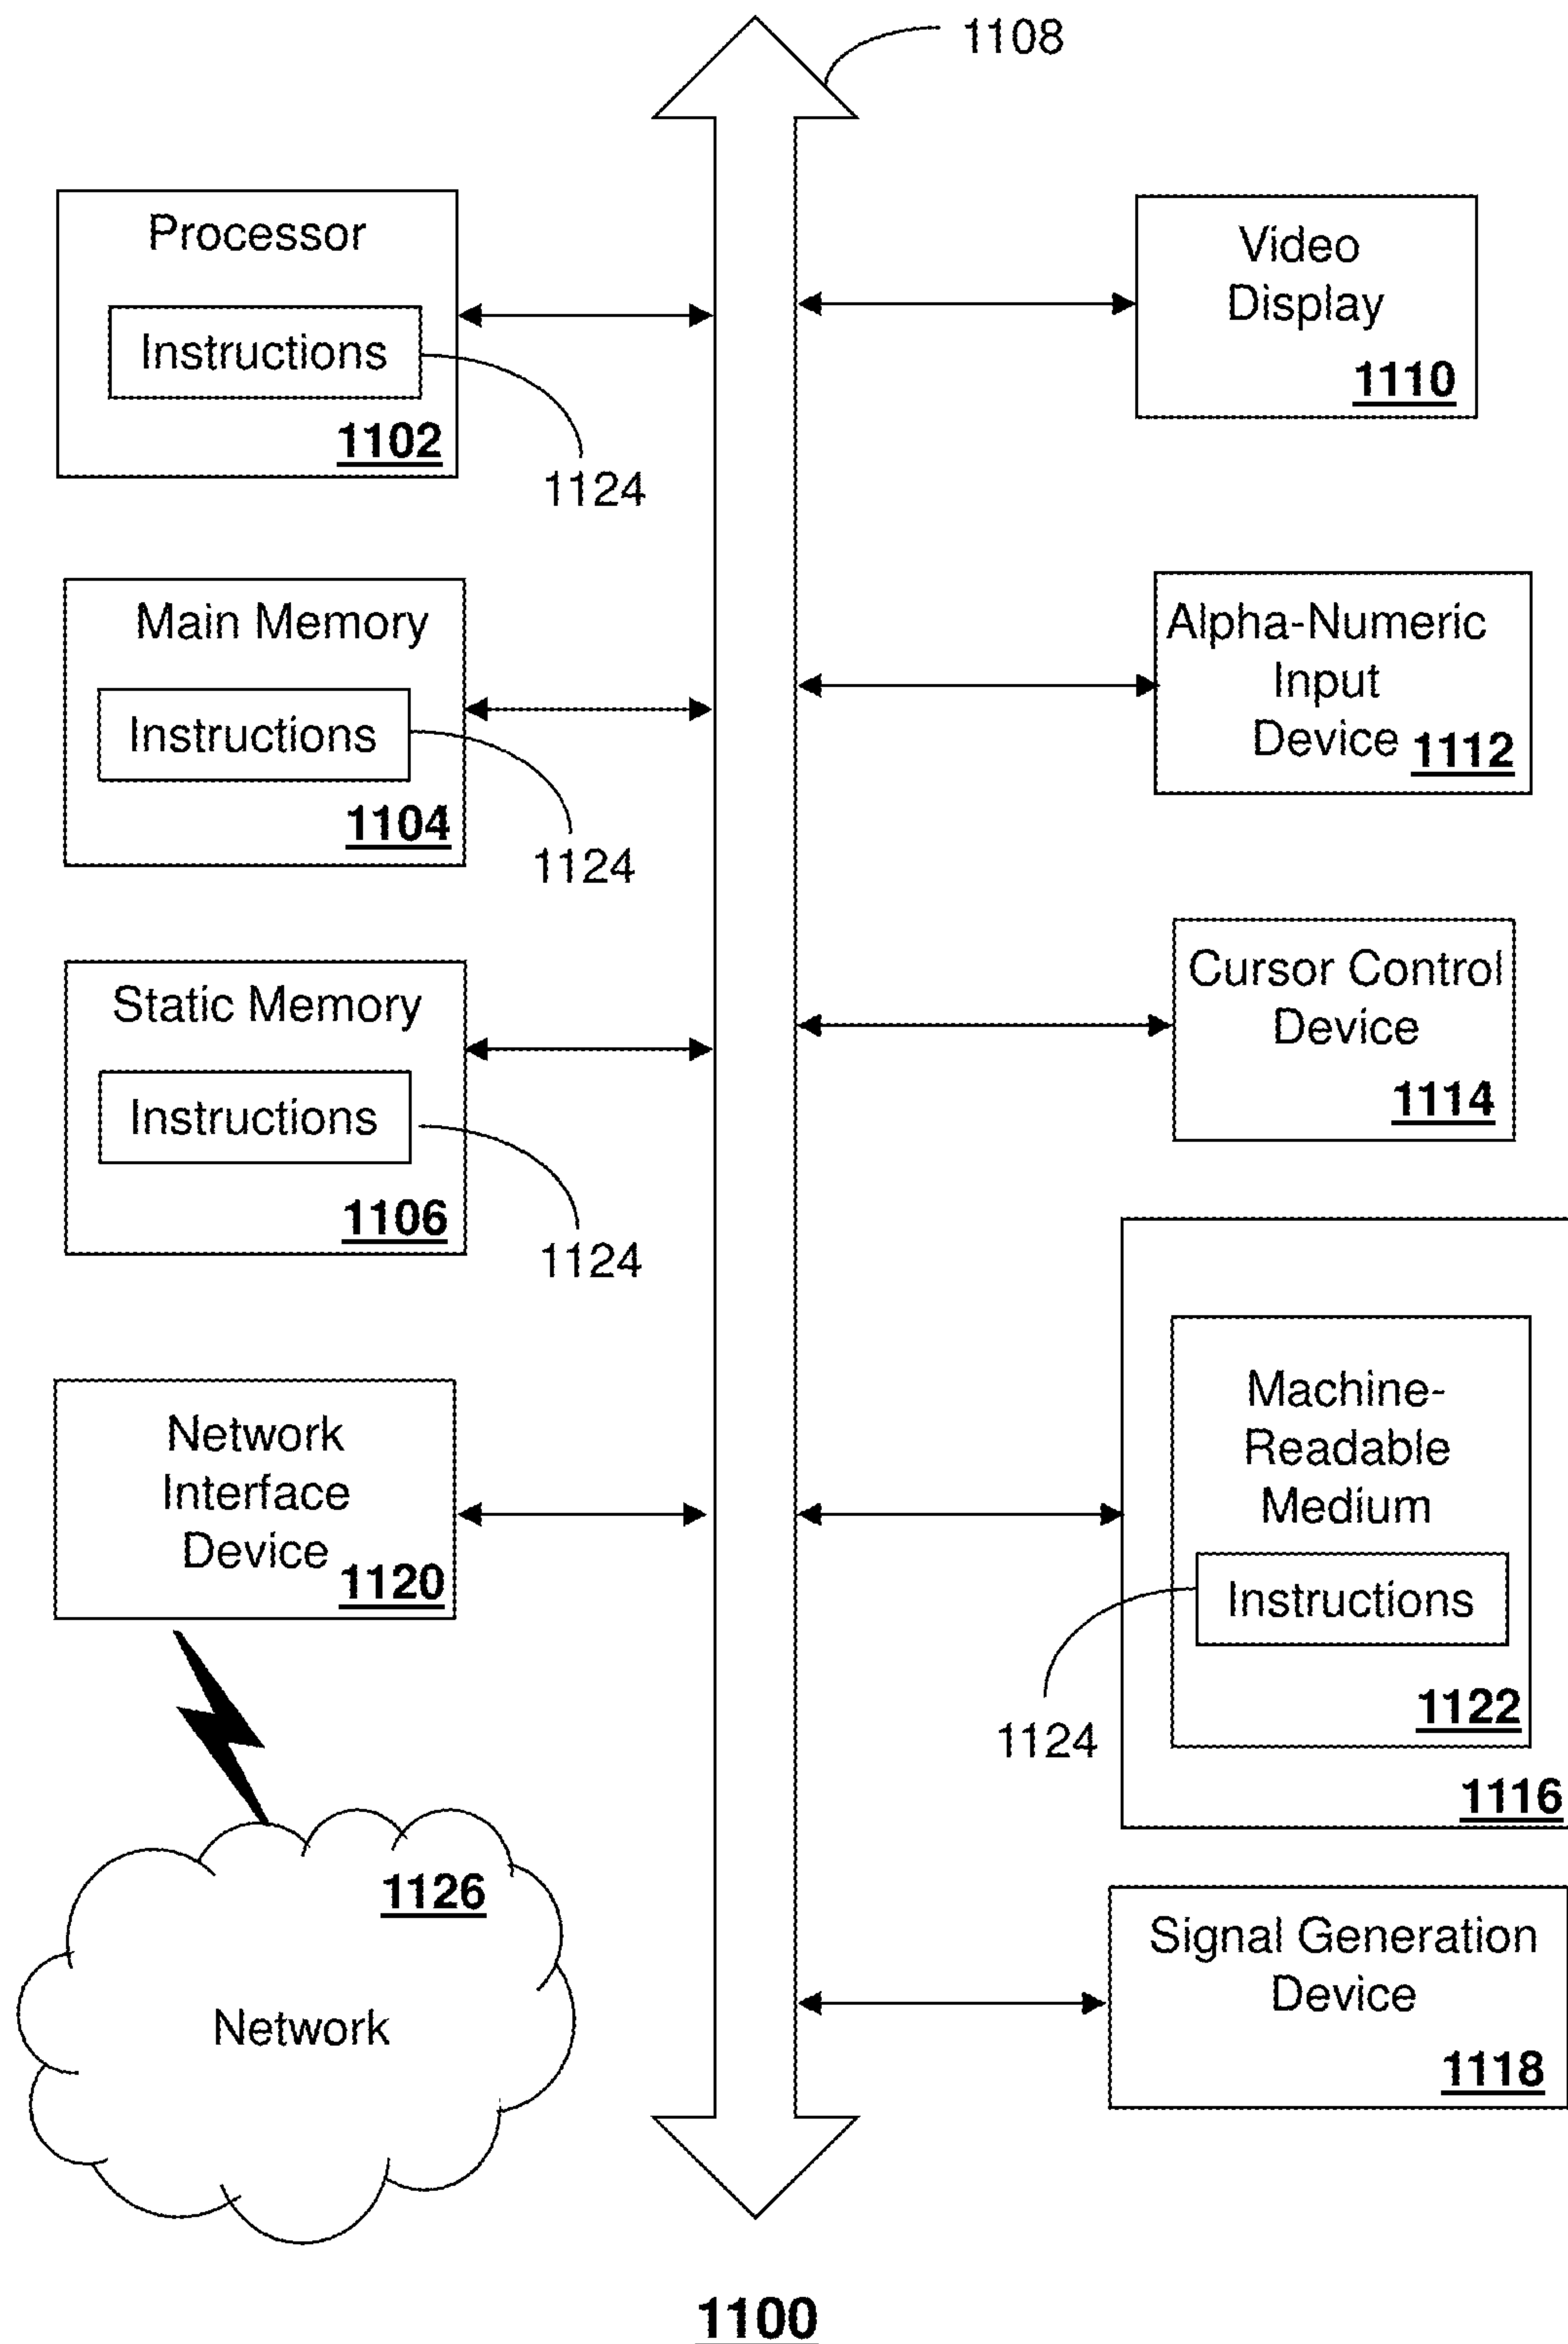 1108
Processor
Instructions
1102
1124
Main Memory
Instructions
1104
1124
Static Memory
Instructions
1106
1124
Network
Interface
Device
1120
1126
Network
Video
Display
1110
Alpha-Numeric
Input
Device
1112
Cursor Control
Device
1114
Machine-
Readable
Medium
Instructions
1124
1122
1116
Signal Generation
Device
1118
1100